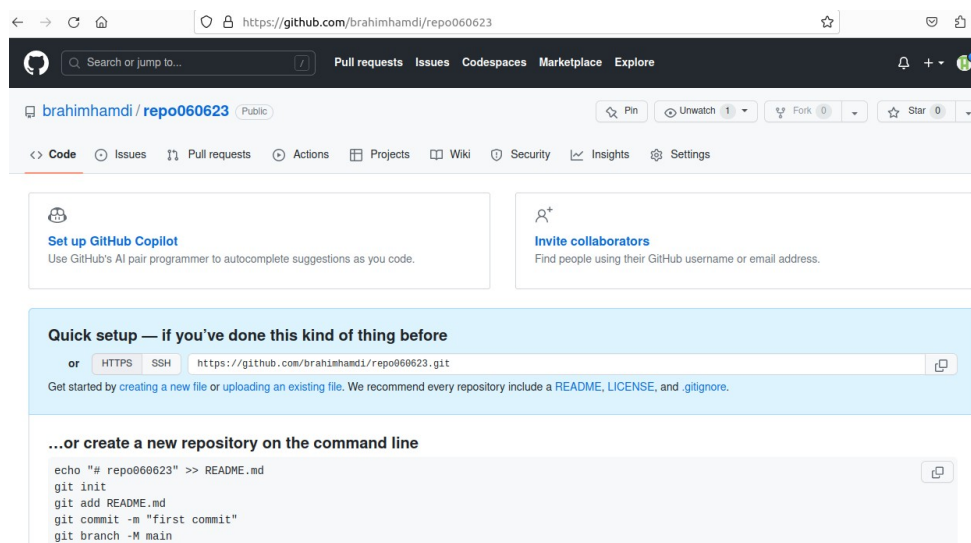 https://github.com/brahimhamdi/repo060623
Search or jump to... / Pull requests Issues Codespaces Marketplace Explore
brahimhamdi / repo060623 Public Pin Unwatch 1 Fork 0 Star 0
<> Code Issues Pull requests Actions Projects Wiki Security Insights Settings
Set up GitHub Copilot
Use GitHub's AI pair programmer to autocomplete suggestions as you code.
Invite collaborators
Find people using their GitHub username or email address.
Quick setup — if you've done this kind of thing before
or HTTPS SSH https://github.com/brahimhamdi/repo060623.git
Get started by creating a new file or uploading an existing file. We recommend every repository include a README, LICENSE, and .gitignore.
…or create a new repository on the command line
echo "# repo060623" >> README.md
git init
git add README.md
git commit -m "first commit"
git branch -M main